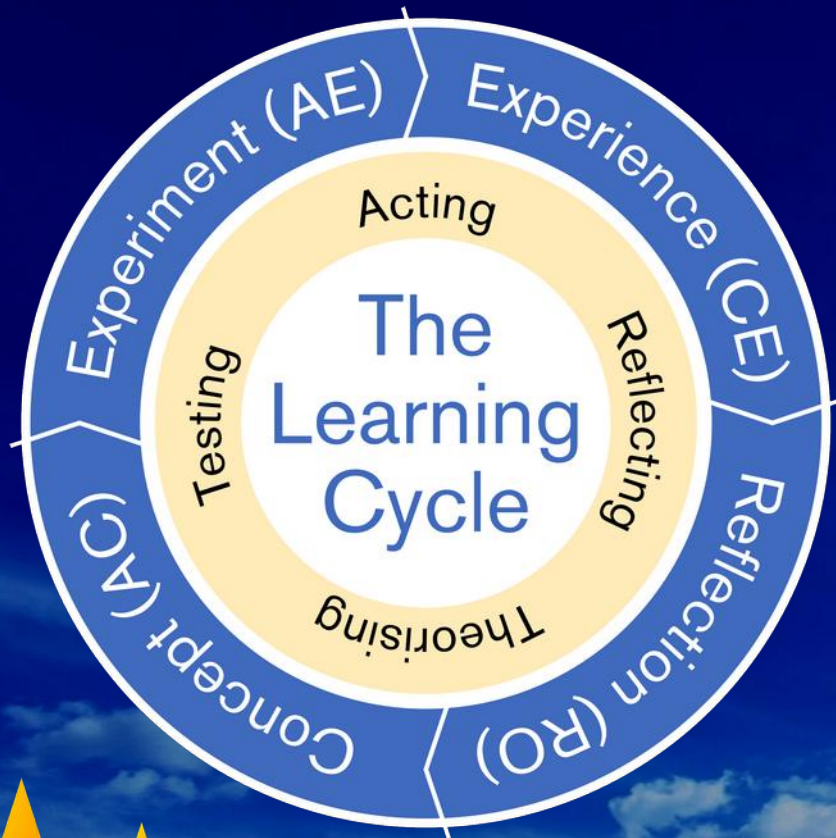 Experiment (AE)
Experience (CE)
Reflection (RO)
Concept (AC)
Acting
Reflecting
Theorising
Testing
The
Learning
Cycle